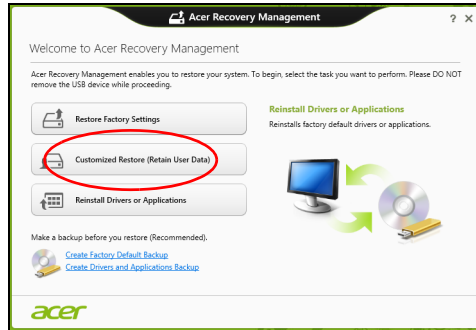 Acer Recovery Management
? X
Welcome to Acer Recovery Management
Acer Recovery Management enables you to restore your system. To begin, select the task you want to perform. Please DO NOT
remove the USB device while proceeding.
Restore Factory Settings
Customized Restore (Retain User Data)
Reinstall Drivers or Applications
Reinstall Drivers or Applications
Reinstalls factory default drivers or applications.
Make a backup before you restore (Recommended).
Create Factory Default Backup
Create Drivers and Applications Backup
acer